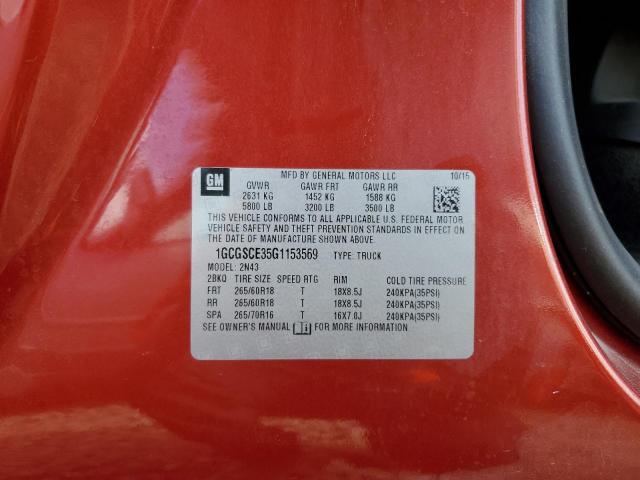 GM MFD BY GENERAL MOTORS LLC 10/15
GVWR GAWR FRT GAWR RR
2631 KG 1452 KG 1588 KG
5800 LB 3200 LB 3500 LB
THIS VEHICLE CONFORMS TO ALL APPLICABLE U.S. FEDERAL MOTOR
VEHICLE SAFETY AND THEFT PREVENTION STANDARDS IN EFFECT
ON THE DATE OF MANUFACTURE SHOWN ABOVE.
1GCGSCE35G1153569 TYPE: TRUCK
MODEL: 2N43
2BKQ TIRE SIZE SPEED RTG RIM COLD TIRE PRESSURE
FRT 265/60R18 T 18X8.5J 240KPA(35PSI)
RR 265/60R18 T 18X8.5J 240KPA(35PSI)
SPA 265/70R16 T 16X7.0J 240KPA(35PSI)
SEE OWNER'S MANUAL FOR MORE INFORMATION